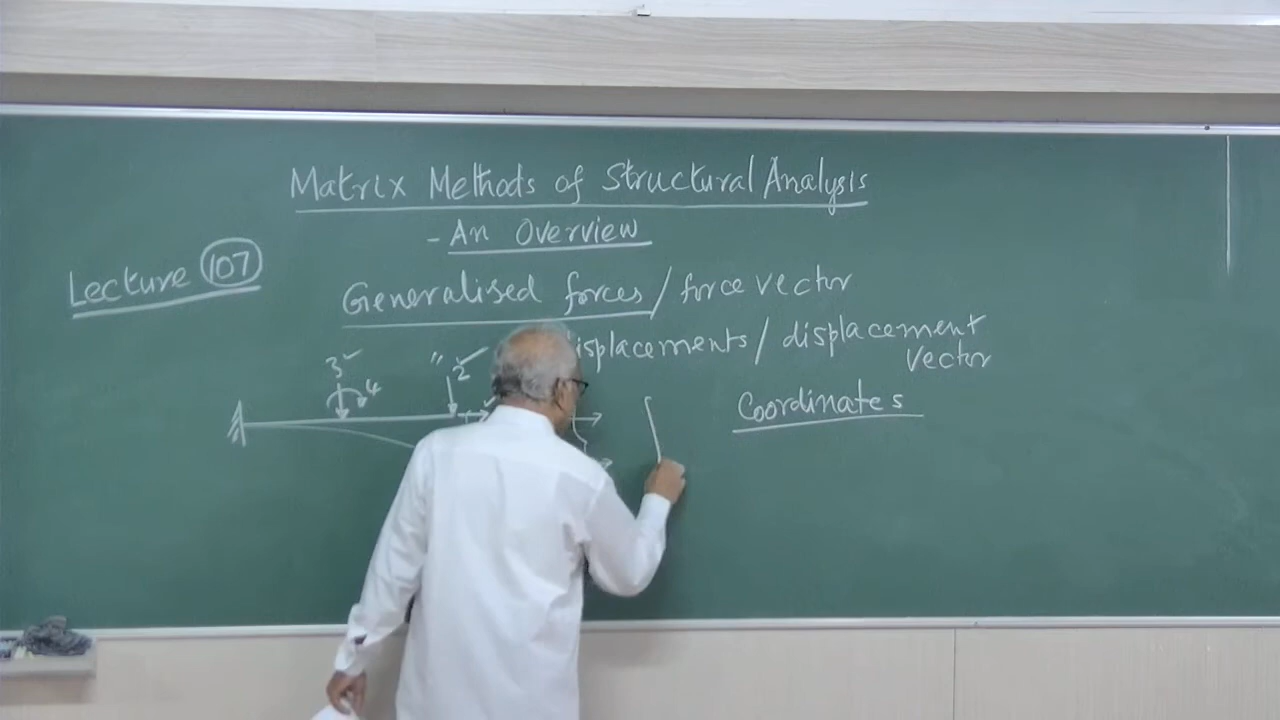 Matrix Methods of Structural Analysis
- An Overview
Lecture 107
Generalised forces / force vector
isplacements / displacement
vector
3 4
2
Coordinates